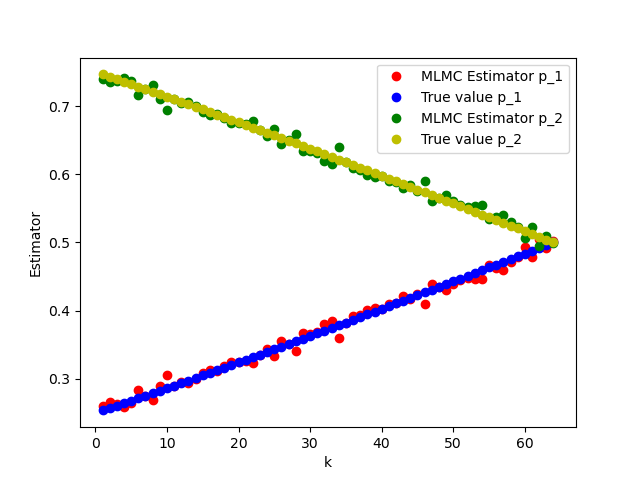 MLMC Estimator p_1
True value p_1
MLMC Estimator p_2
True value p_2
0.7
0.6
0.5
0.4
0.3
Estimator
0 10 20 30 40 50 60
k